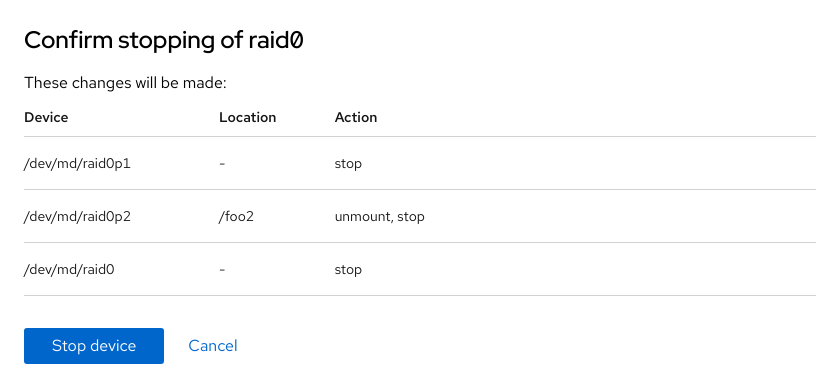 Confirm stopping of raid0
These changes will be made:
Device Location Action
/dev/md/raid0p1 - stop
/dev/md/raid0p2 /foo2 unmount, stop
/dev/md/raid0 - stop
Stop device Cancel